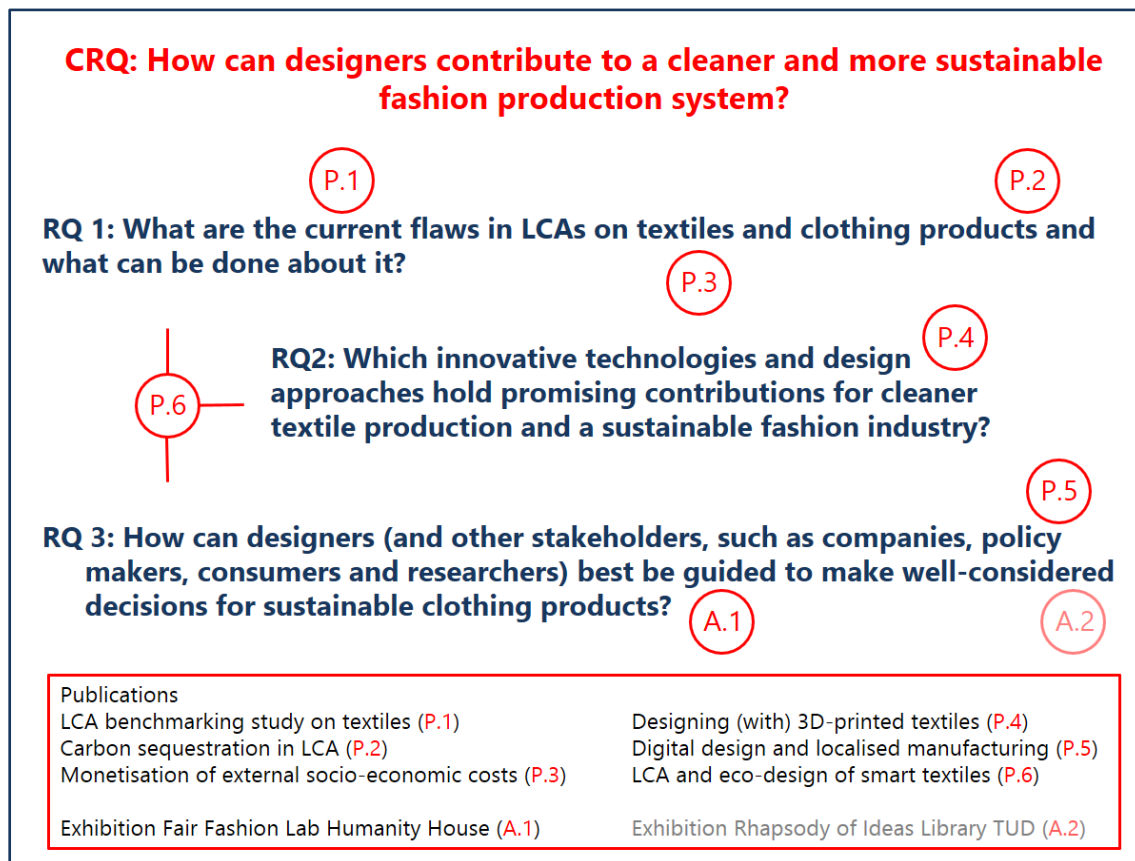 CRQ: How can designers contribute to a cleaner and more sustainable
fashion production system?
P.1
P.2
RQ 1: What are the current flaws in LCAs on textiles and clothing products and
what can be done about it?
P.3
P.4
RQ2: Which innovative technologies and design
approaches hold promising contributions for cleaner
textile production and a sustainable fashion industry?
P.6
P.5
RQ 3: How can designers (and other stakeholders, such as companies, policy
makers, consumers and researchers) best be guided to make well-considered
decisions for sustainable clothing products?
A.1
A.2
Publications
LCA benchmarking study on textiles (P.1)
Carbon sequestration in LCA (P.2)
Monetisation of external socio-economic costs (P.3)
Designing (with) 3D-printed textiles (P.4)
Digital design and localised manufacturing (P.5)
LCA and eco-design of smart textiles (P.6)
Exhibition Fair Fashion Lab Humanity House (A.1)
Exhibition Rhapsody of Ideas Library TUD (A.2)